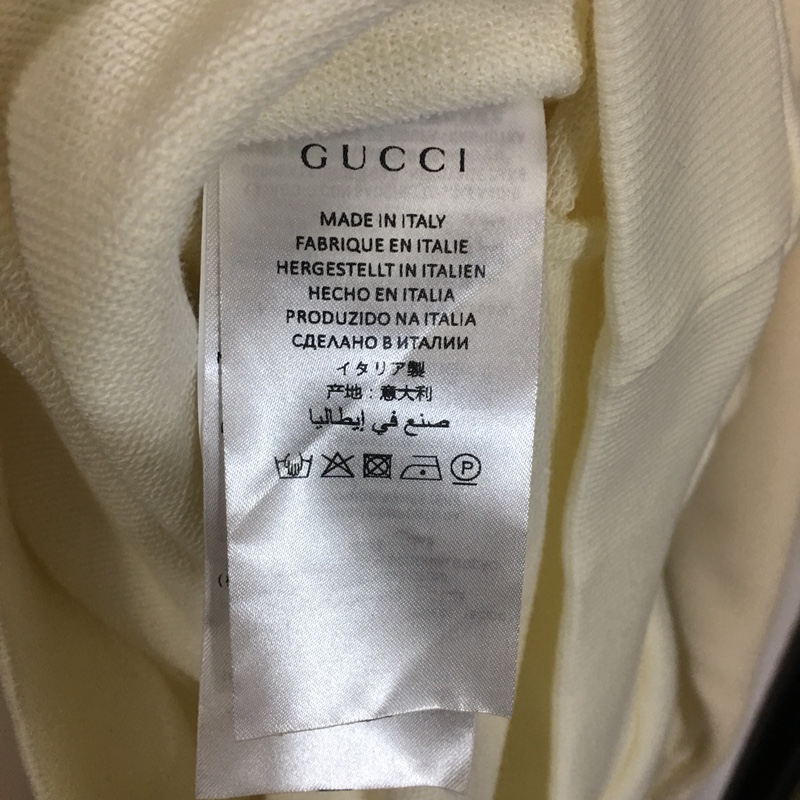 GUCCI
MADE IN ITALY
FABRIQUE EN ITALIE
HERGESTELLT IN ITALIEN
HECHO EN ITALIA
PRODUZIDO NA ITALIA
СДЕЛАНО В ИТАЛИИ
イタリア製
产地：意大利
صنع في إيطاليا
P